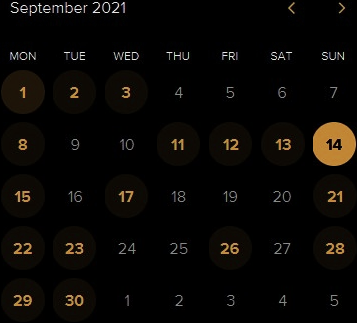 September 2021
MON TUE WED THU FRI SAT SUN
1 2 3 4 5 6 7
8 9 10 11 12 13 14
15 16 17 18 19 20 21
22 23 24 25 26 27 28
29 30 1 2 3 4 5